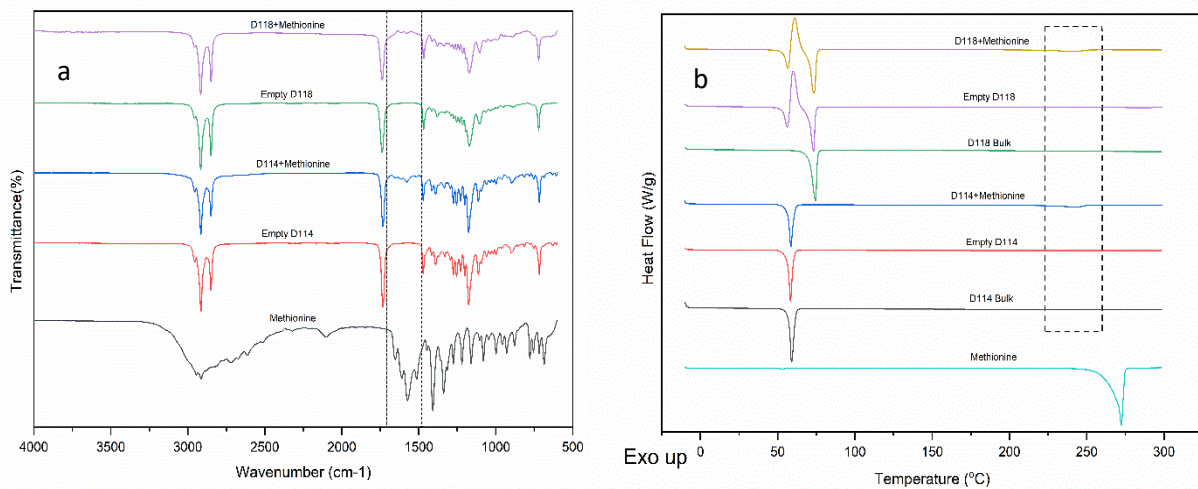 a
D118+Methionine
Empty D118
D114+Methionine
Empty D114
Methionine
Transmittance(%)
4000 3500 3000 2500 2000 1500 1000 500
Wavenumber (cm-1)
b
D118+Methionine
Empty D118
D118 Bulk
D114+Methionine
Empty D114
D114 Bulk
Methionine
Heat Flow (W/g)
0 50 100 150 200 250 300
Exo up
Temperature (°C)